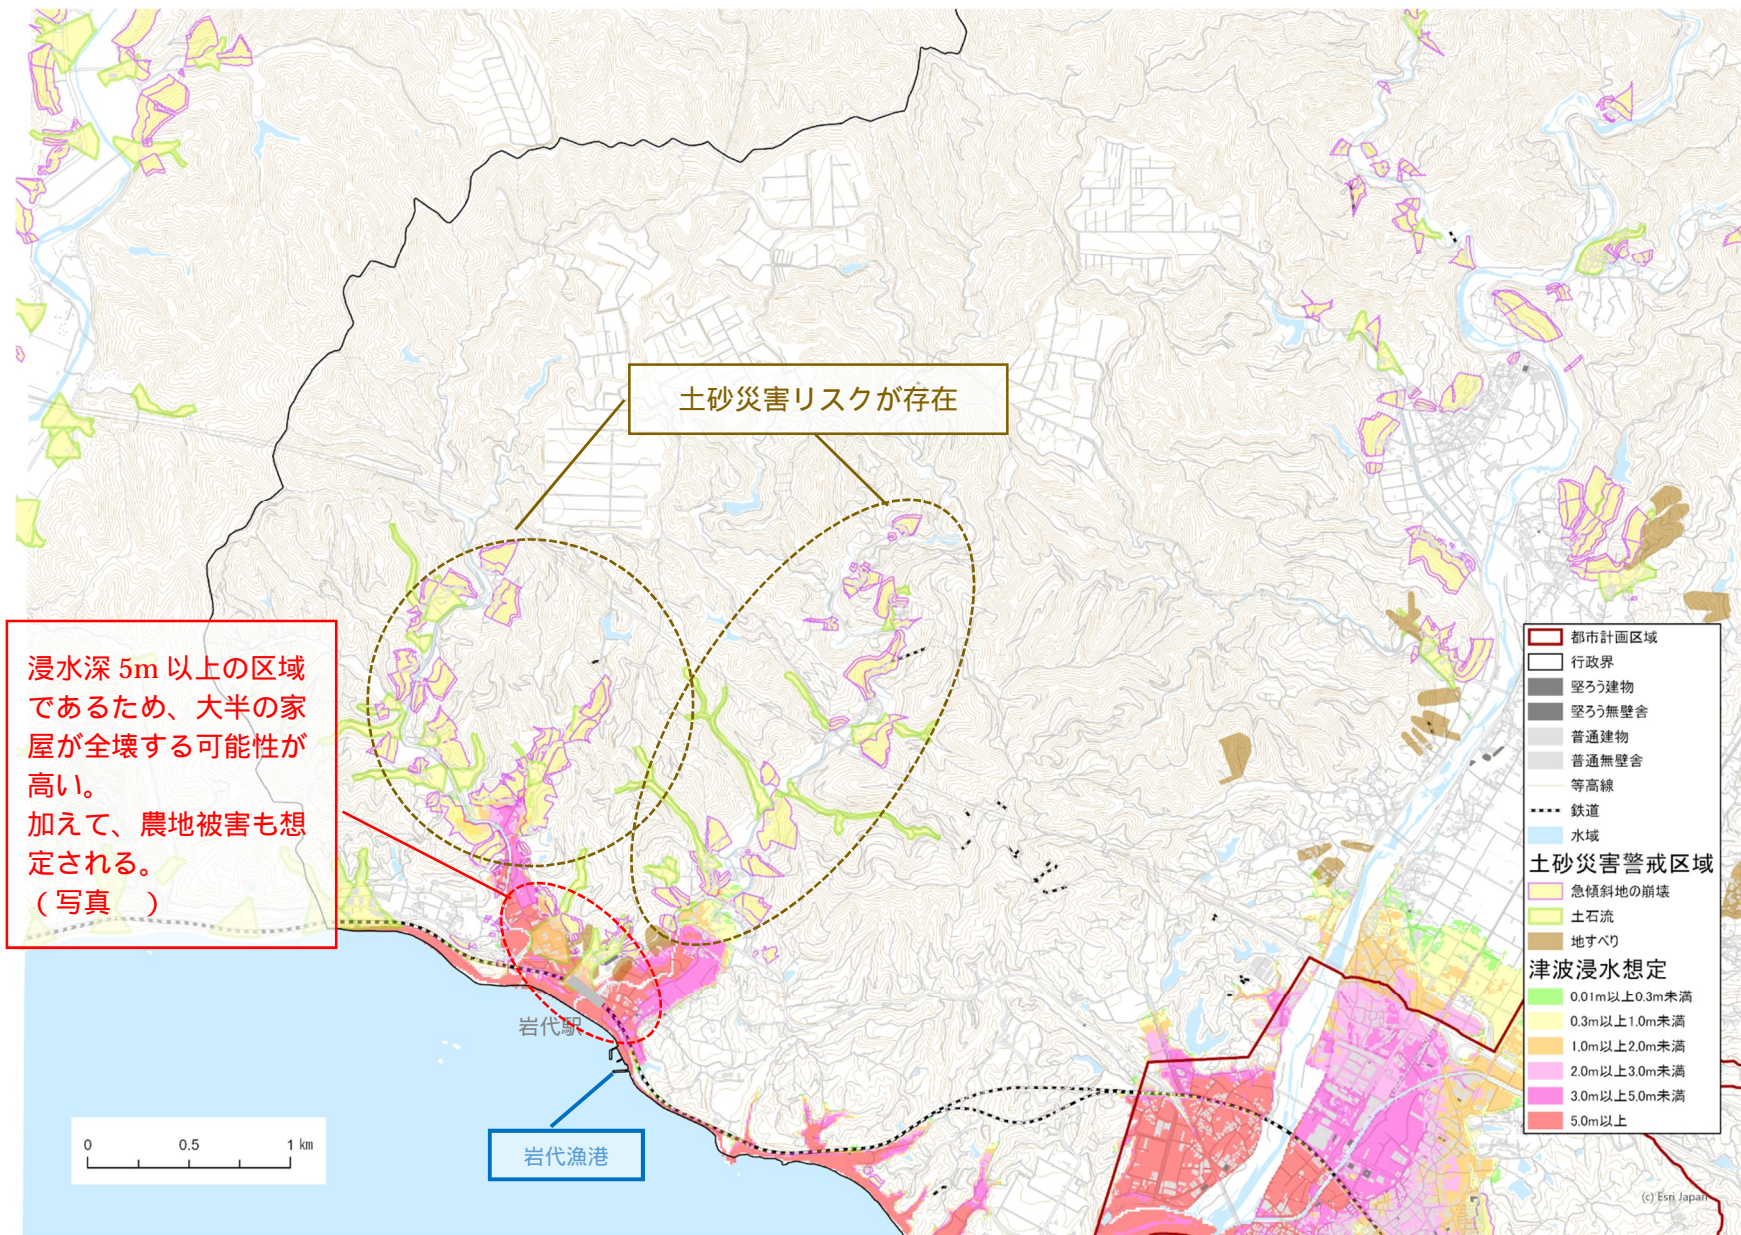 土砂災害リスクが存在
浸水深 5m 以上の区域
であるため、大半の家
屋が全壊する可能性が
高い。
加えて、農地被害も想
定される。
(写真　)
岩代駅
岩代漁港
0 0.5 1 km
都市計画区域
行政界
堅ろう建物
堅ろう無壁舎
普通建物
普通無壁舎
等高線
鉄道
水域
土砂災害警戒区域
急傾斜地の崩壊
土石流
地すべり
津波浸水想定
0.01m以上0.3m未満
0.3m以上1.0m未満
1.0m以上2.0m未満
2.0m以上3.0m未満
3.0m以上5.0m未満
5.0m以上
(c) Esri Japan